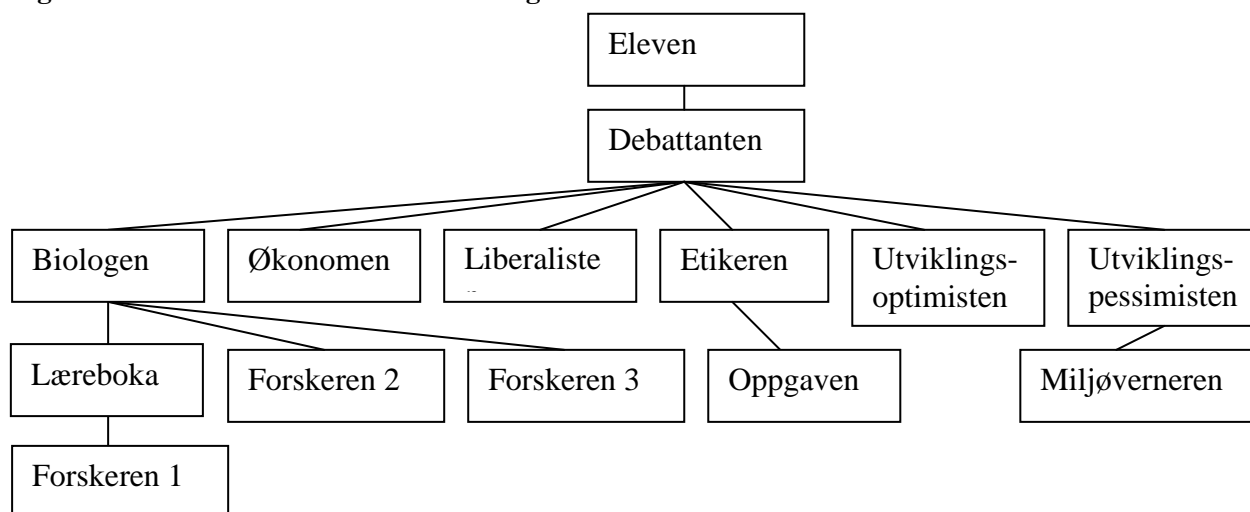 Eleven
Debattanten
Biologen
Økonomen
Liberaliste
Etikeren
Utviklings-
optimisten
Utviklings-
pessimisten
Læreboka
Forskeren 2
Forskeren 3
Oppgaven
Miljøverneren
Forskeren 1